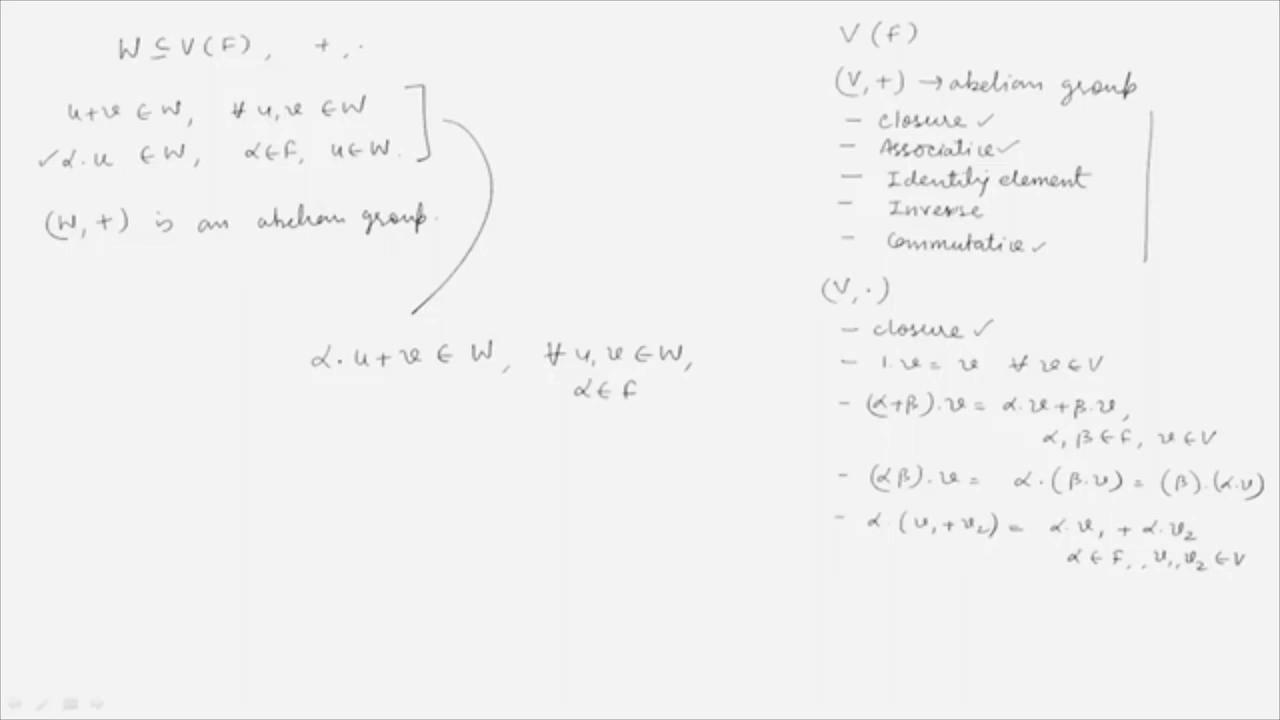 W ⊆ V(F), +, ·
u+v ∈ W, ∀ u,v ∈ W
✓α·u ∈ W, α∈F, u∈W.
(W,+) is an abelian group.
α·u+v ∈ W, ∀ u,v ∈ W,
α∈F
V(F)
(V,+) → abelian group
– closure ✓
– Associative ✓
– Identity element
– Inverse
– Commutative ✓
(V,·)
– closure ✓
– 1·v = v ∀ v∈V
– (α+β)·v = α·v+β·v,
α, β ∈ F, v ∈ V
– (αβ)·v = α·(β·v) = (β)·(α·v)
– α·(v₁+v₂) = α·v₁ + α·v₂
α ∈ F, , v₁,v₂ ∈ V